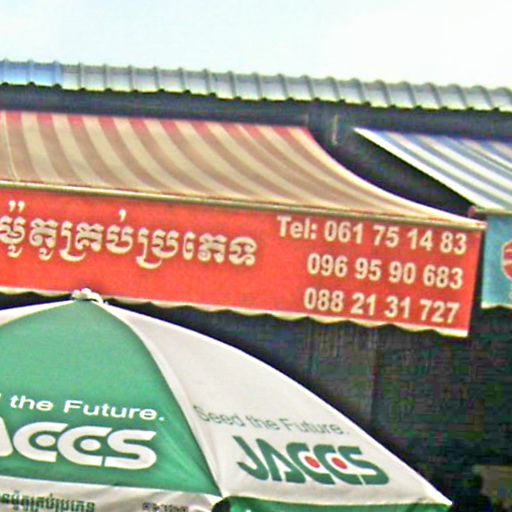 ម៉ូតូគ្រប់ប្រភេទ
Tel: 061 75 14 83
096 95 90 683
088 21 31 727
the Future.
JACCS
Seed the Future.
JACCS